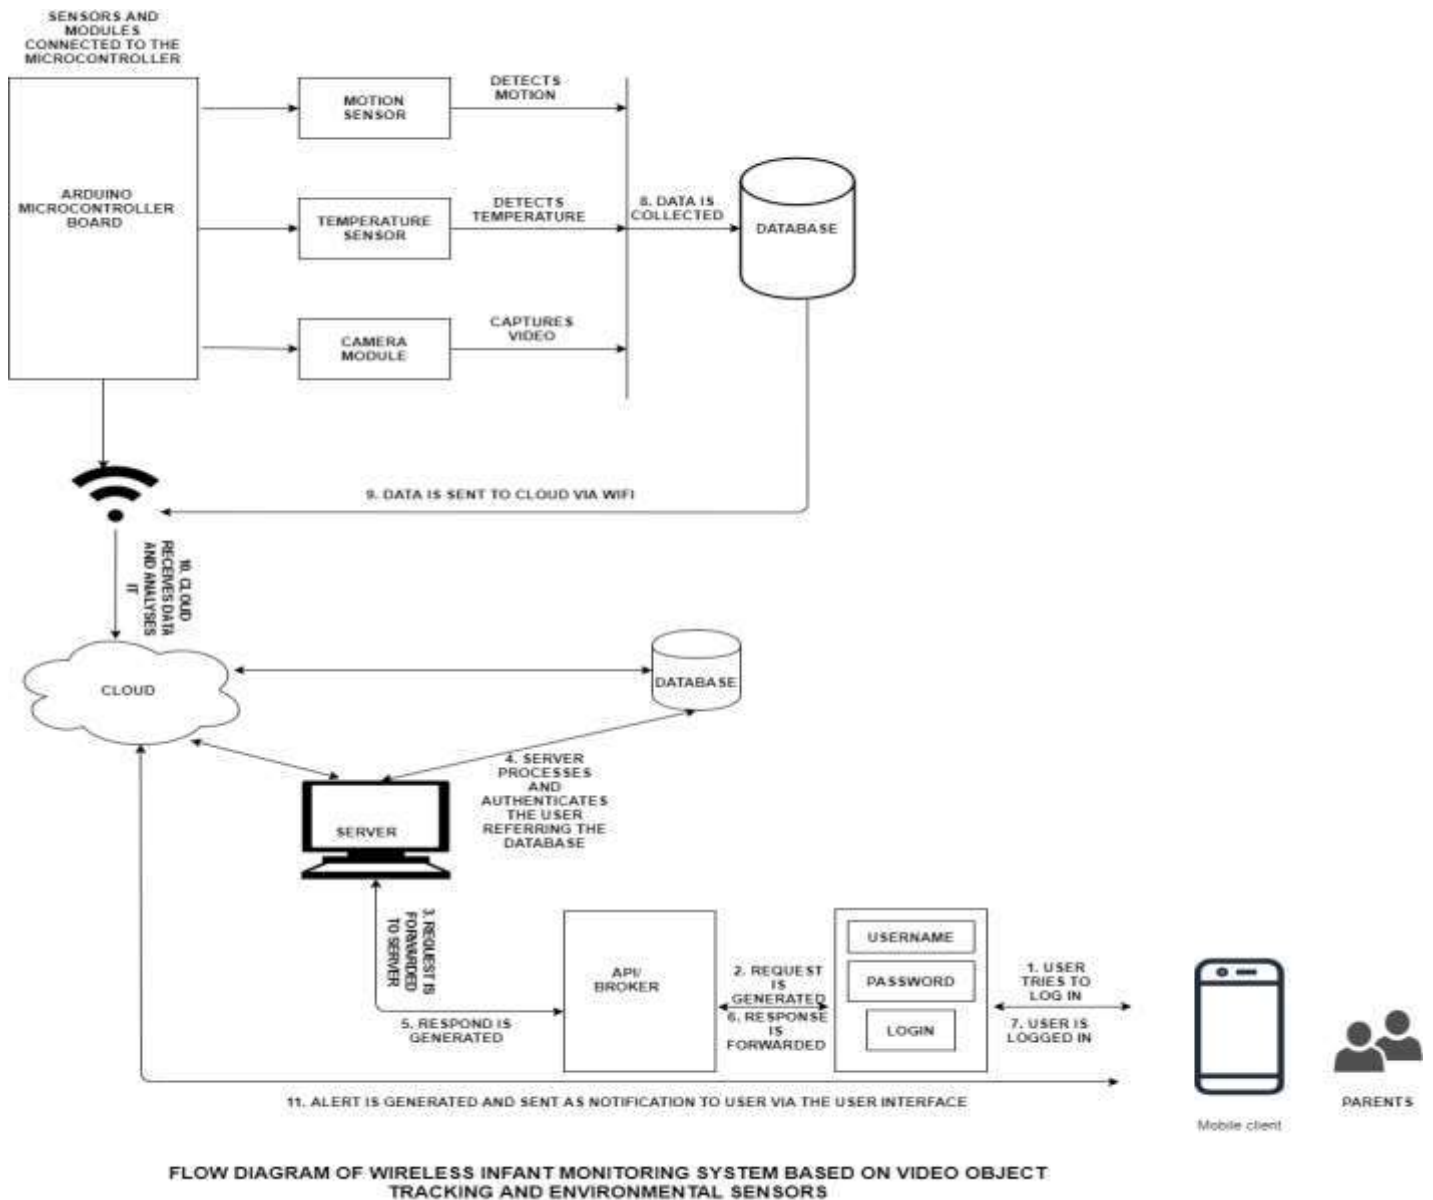 SENSORS AND
MODULES
CONNECTED TO THE
MICROCONTROLLER
ARDUINO
MICROCONTROLLER
BOARD
MOTION
SENSOR
DETECTS
MOTION
TEMPERATURE
SENSOR
DETECTS
TEMPERATURE
CAMERA
MODULE
CAPTURES
VIDEO
8. DATA IS
COLLECTED
DATABASE
9. DATA IS SENT TO CLOUD VIA WIFI
10. CLOUD
RECEIVES DATA
AND ANALYSES
IT
CLOUD
DATABASE
4. SERVER
PROCESSES
AND
AUTHENTICATES
THE USER
REFERRING THE
DATABASE
SERVER
3. REQUEST IS
FORWARDED
TO SERVER
5. RESPOND IS
GENERATED
API/
BROKER
2. REQUEST
IS
GENERATED
6. RESPONSE
IS
FORWARDED
USERNAME
PASSWORD
LOGIN
1. USER
TRIES TO
LOG IN
7. USER IS
LOGGED IN
Mobile client
PARENTS
11. ALERT IS GENERATED AND SENT AS NOTIFICATION TO USER VIA THE USER INTERFACE
FLOW DIAGRAM OF WIRELESS INFANT MONITORING SYSTEM BASED ON VIDEO OBJECT
TRACKING AND ENVIRONMENTAL SENSORS